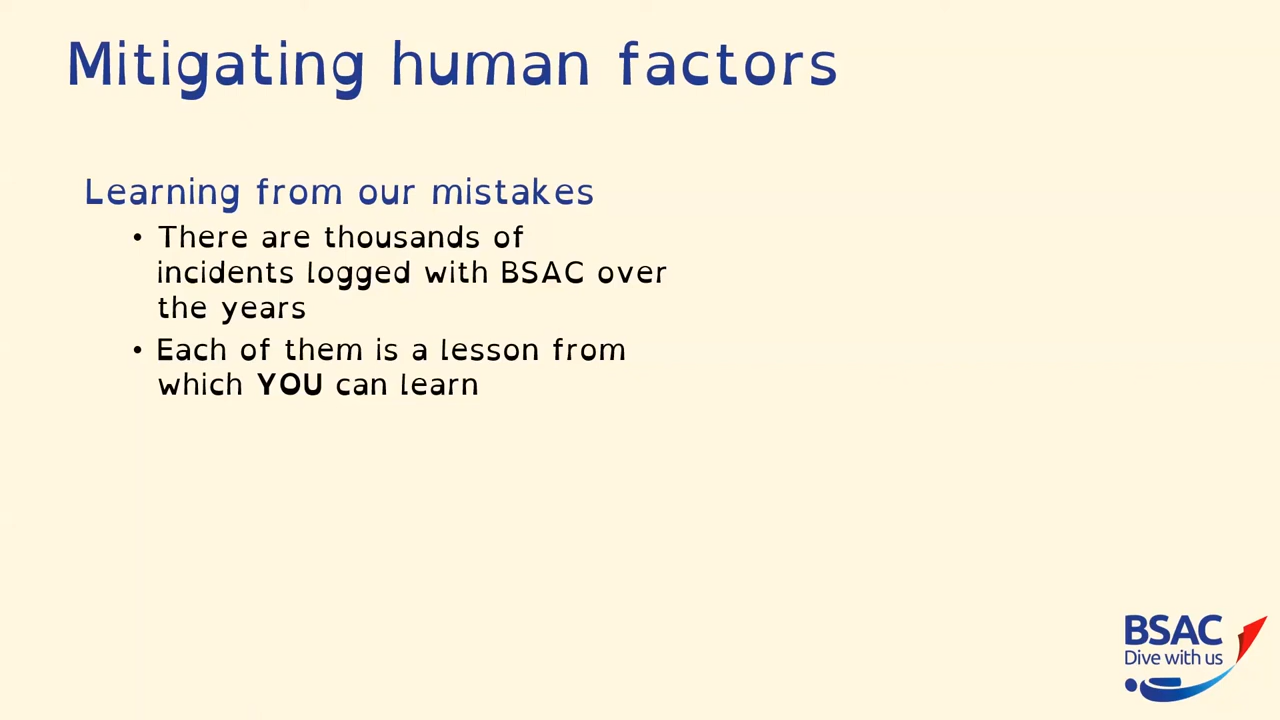 Mitigating human factors
Learning from our mistakes
• There are thousands of
incidents logged with BSAC over
the years
• Each of them is a lesson from
which YOU can learn
BSAC
Dive with us